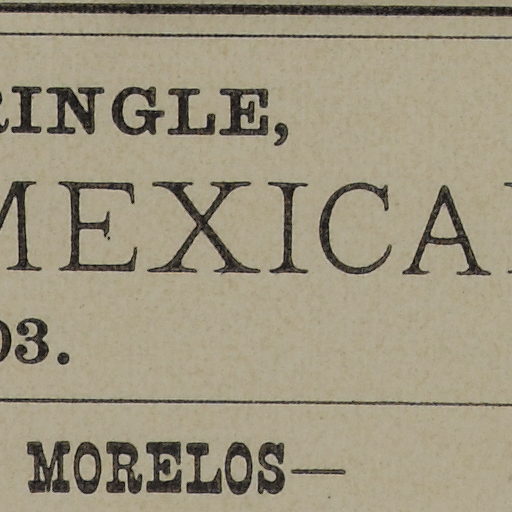 RINGLE,
MEXICA
03.
MORELOS—